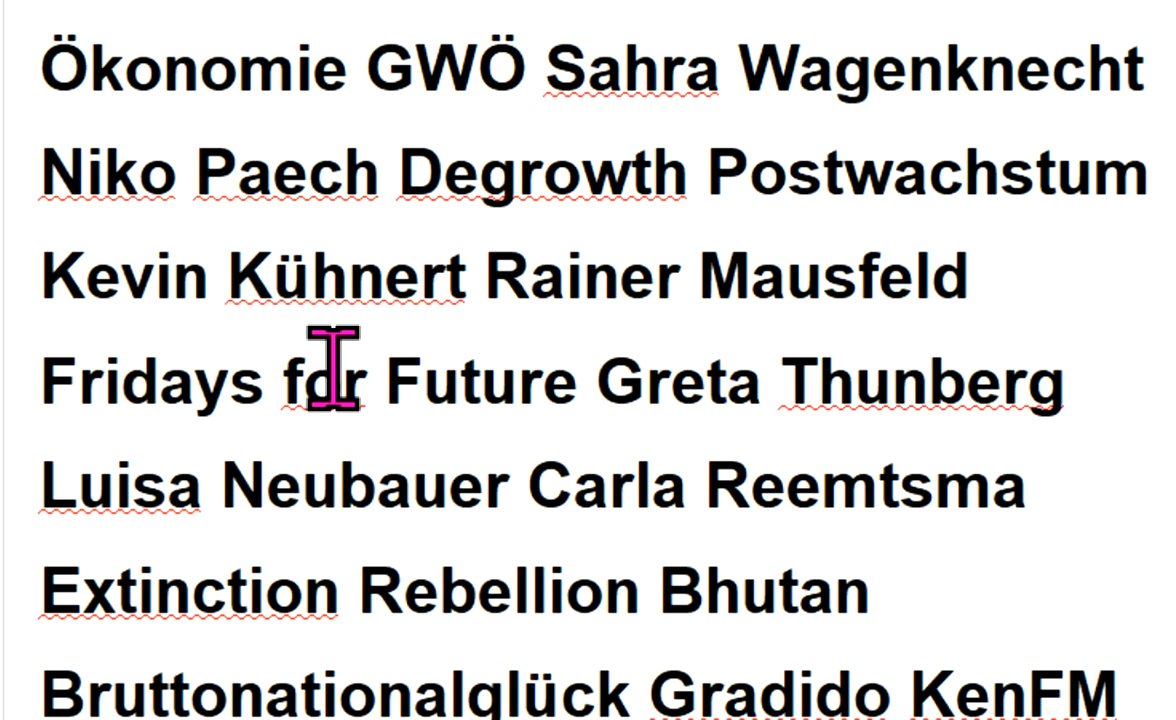 Ökonomie GWÖ Sahra Wagenknecht
Niko Paech Degrowth Postwachstum
Kevin Kühnert Rainer Mausfeld
Fridays for Future Greta Thunberg
Luisa Neubauer Carla Reemtsma
Extinction Rebellion Bhutan
Bruttonationalglück Gradido KenFM